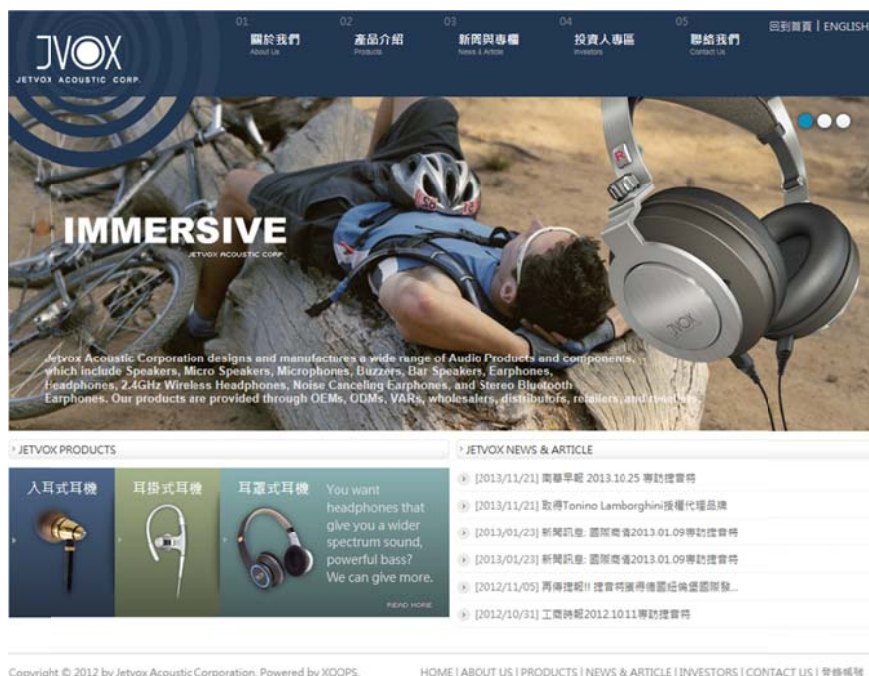 01 02 03 04 05 回到首頁 | ENGLISH
JVOX
JETVOX ACOUSTIC CORP.
關於我們 產品介紹 新聞與專欄 投資人專區 聯絡我們
About Us Products News & Article Investors Contact Us
R
IMMERSIVE
JETVOX ACOUSTIC CORP.
JVOX
Jetvox Acoustic Corporation designs and manufactures a wide range of Audio Products and components,
which include Speakers, Micro Speakers, Microphones, Buzzers, Bar Speakers, Earphones,
Headphones, 2.4GHz Wireless Headphones, Noise Canceling Earphones, and Stereo Bluetooth
Earphones. Our products are provided through OEMs, ODMs, VARs, wholesalers, distributors, retailers, and resellers.
JETVOX PRODUCTS
入耳式耳機 耳掛式耳機 耳罩式耳機
You want
headphones that
give you a wider
spectrum sound,
powerful bass?
We can give more.
READ MORE
JETVOX NEWS & ARTICLE
[2013/11/21] 南華早報 2013.10.25 專訪捷音特
[2013/11/21] 取得Tonino Lamborghini授權代理品牌
[2013/01/23] 新聞訊息: 國際商情2013.01.09專訪捷音特
[2013/01/23] 新聞訊息: 國際商情2013.01.09專訪捷音特
[2012/11/05] 再傳捷報!! 捷音特獲得德國紐倫堡國際發...
[2012/10/31] 工商時報2012.1011專訪捷音特
Copyright © 2012 by Jetvox Acoustic Corporation. Powered by XOOPS.
HOME | ABOUT US | PRODUCTS | NEWS & ARTICLE | INVESTORS | CONTACT US | 登錄帳號